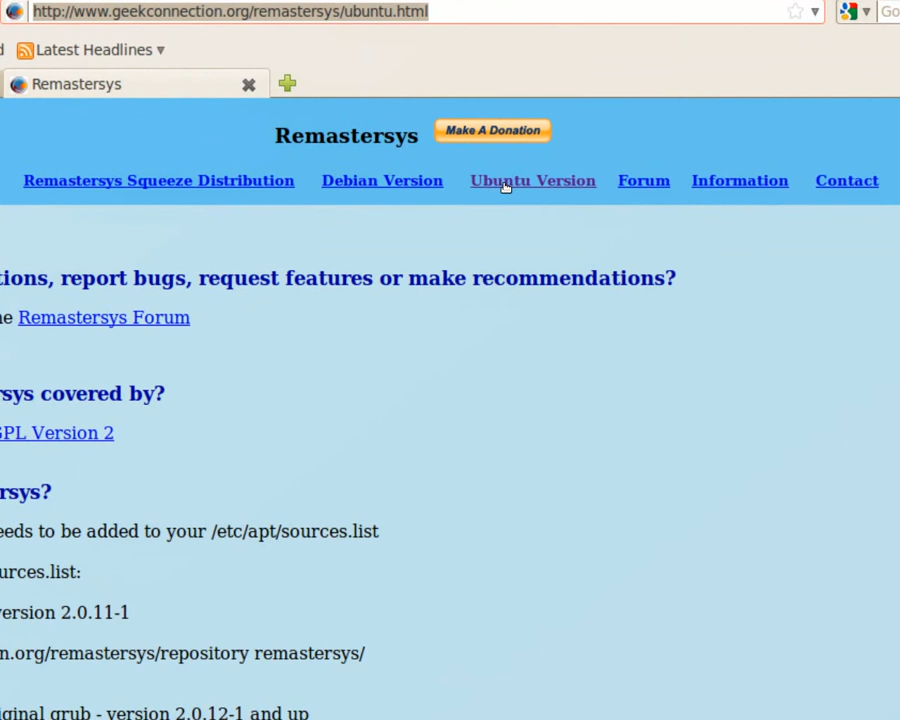 http://www.geekconnection.org/remastersys/ubuntu.html
Latest Headlines
Remastersys
Remastersys Make A Donation
Remastersys Squeeze Distribution Debian Version Ubuntu Version Forum Information Contact
tions, report bugs, request features or make recommendations?
Remastersys Forum
rsys covered by?
GPL Version 2
rsys?
eeds to be added to your /etc/apt/sources.list
urces.list:
version 2.0.11-1
n.org/remastersys/repository remastersys/
iginal grub - version 2.0.12-1 and up